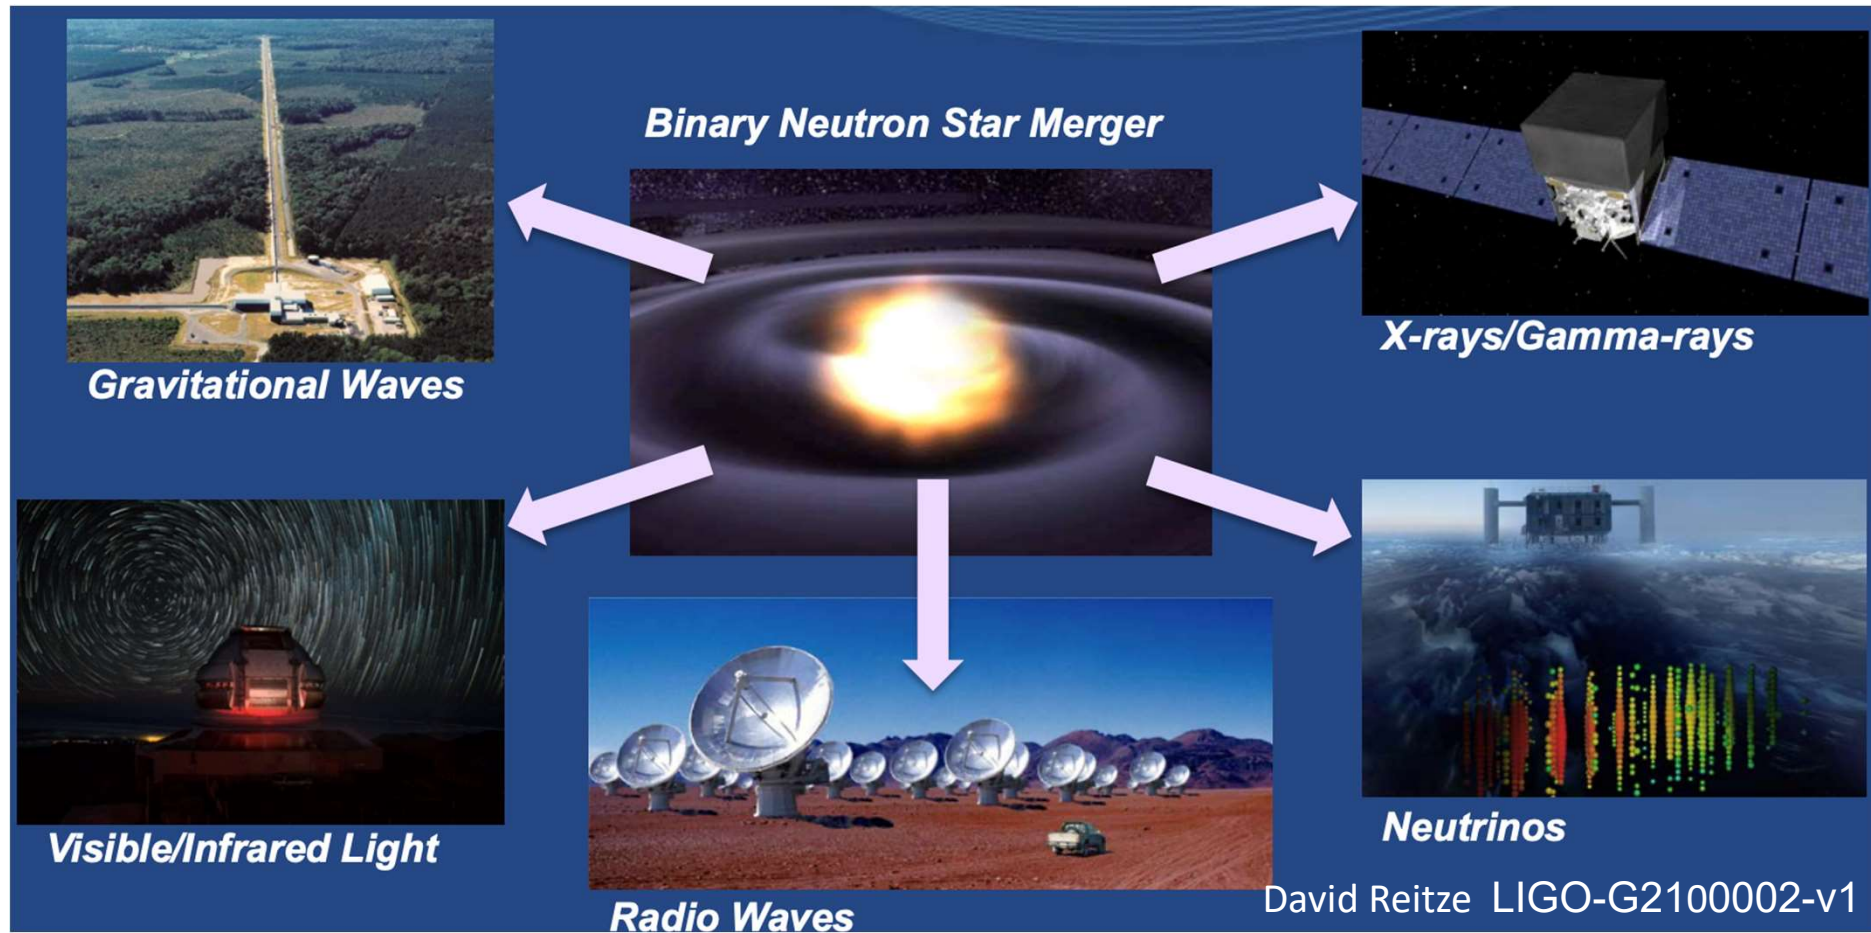 Binary Neutron Star Merger
Gravitational Waves
X-rays/Gamma-rays
Visible/Infrared Light
Radio Waves
Neutrinos
David Reitze LIGO-G2100002-v1